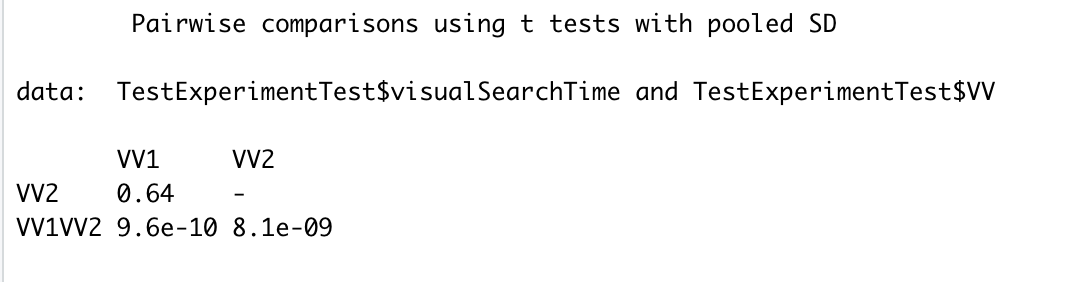 Pairwise comparisons using t tests with pooled SD
data:  TestExperimentTest$visualSearchTime and TestExperimentTest$VV
VV1 VV2
VV2 0.64 -
VV1VV2 9.6e-10 8.1e-09